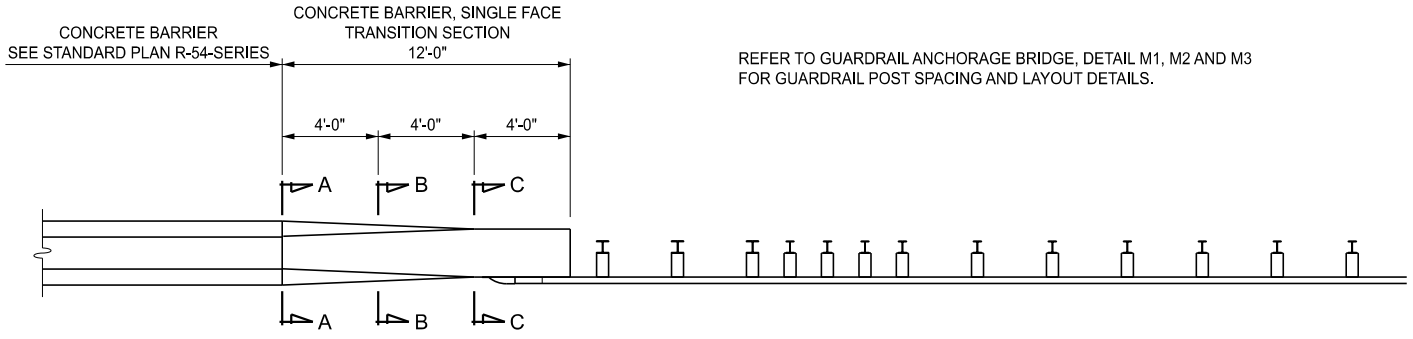 CONCRETE BARRIER
SEE STANDARD PLAN R-54-SERIES
CONCRETE BARRIER, SINGLE FACE
TRANSITION SECTION
12'-0"
REFER TO GUARDRAIL ANCHORAGE BRIDGE, DETAIL M1, M2 AND M3
FOR GUARDRAIL POST SPACING AND LAYOUT DETAILS.
4'-0" 4'-0" 4'-0"
A B C
A B C